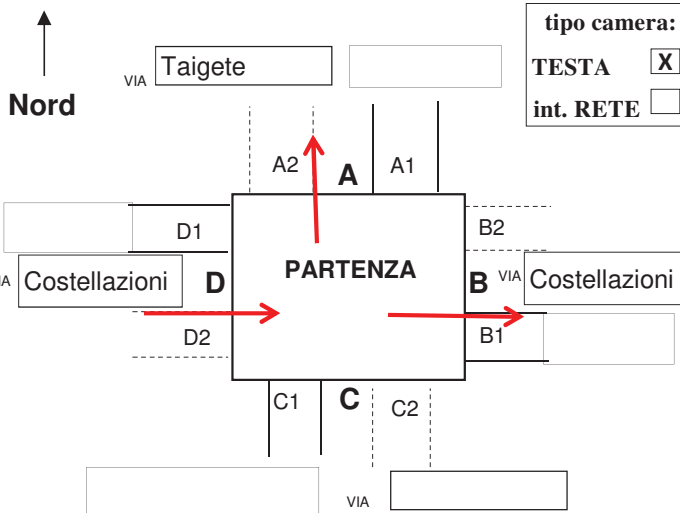 tipo camera:
VIA Taigete
TESTA X
Nord
int. RETE
A2 A A1
D1 B2
PARTENZA
Costellazioni D B VIA Costellazioni
D2 B1
C1 C C2
VIA